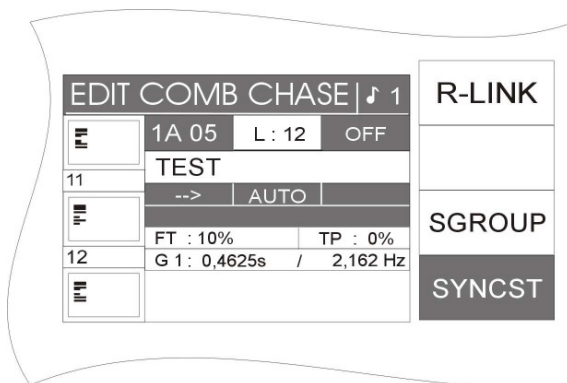 EDIT COMB CHASE ♪ 1
R-LINK
1A 05 L : 12 OFF
TEST
11
--> AUTO
SGROUP
FT : 10% TP : 0%
12
G 1 : 0,4625s / 2,162 Hz
SYNCST